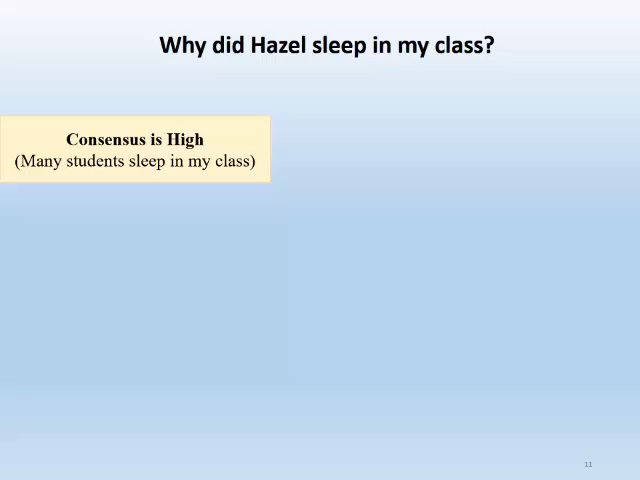 Why did Hazel sleep in my class?
Consensus is High
(Many students sleep in my class)
11